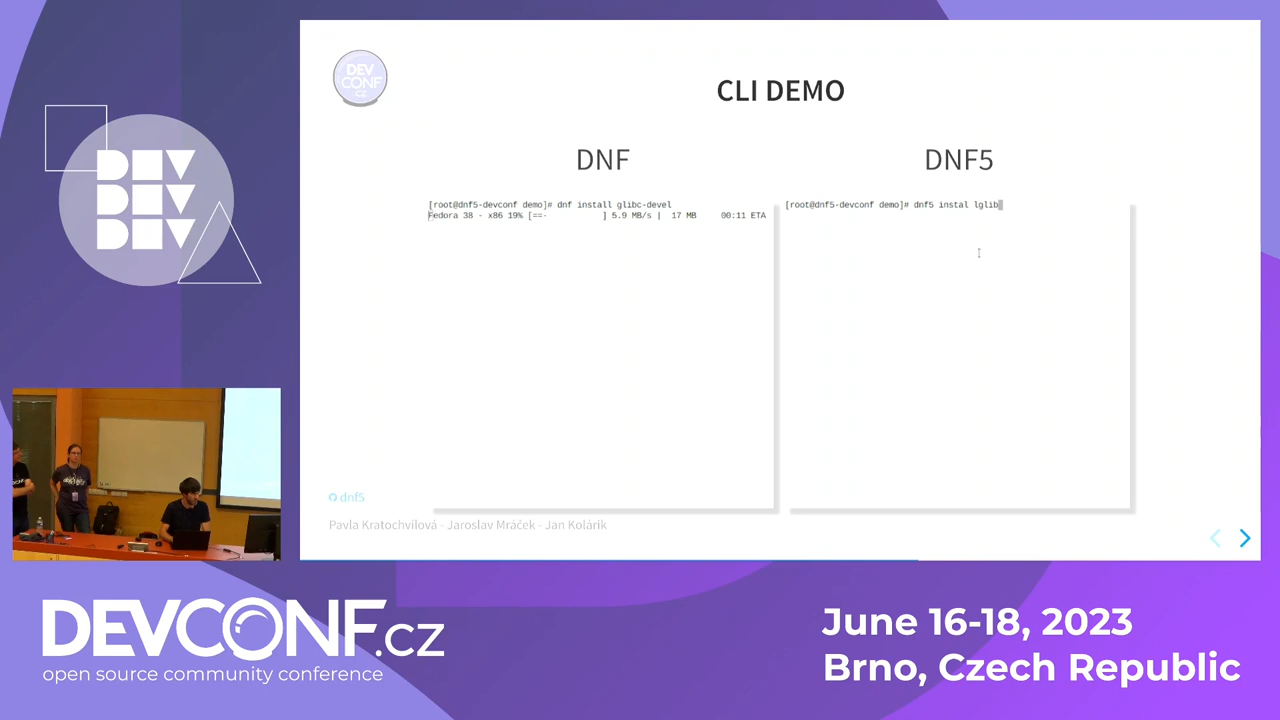 DEV
CONF
CZ
CLI DEMO
DNF
DNF5
[root@dnf5-devconf demo]# dnf install glibc-devel
Fedora 38 - x86 19% [==- ] 5.9 MB/s | 17 MB 00:11 ETA
[root@dnf5-devconf demo]# dnf5 instal lglib
DEV
DEV
DEV
dnf5
Pavla Kratochvílová - Jaroslav Mráček - Jan Kolárik
DEVCONF.cz
open source community conference
June 16-18, 2023
Brno, Czech Republic